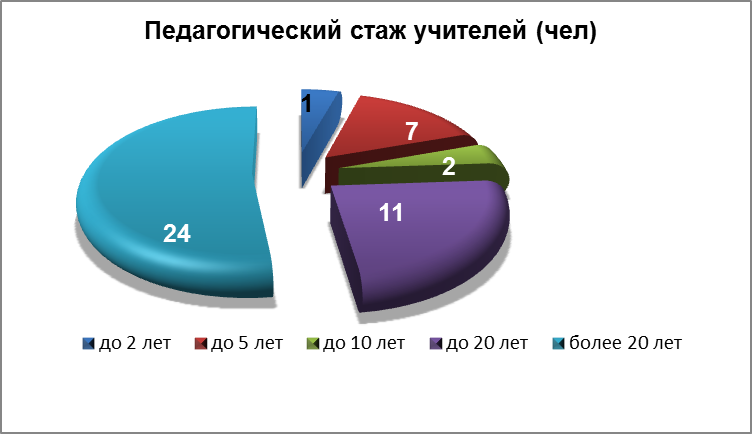 Педагогический стаж учителей (чел)
1
7
2
11
24
до 2 лет до 5 лет до 10 лет до 20 лет более 20 лет